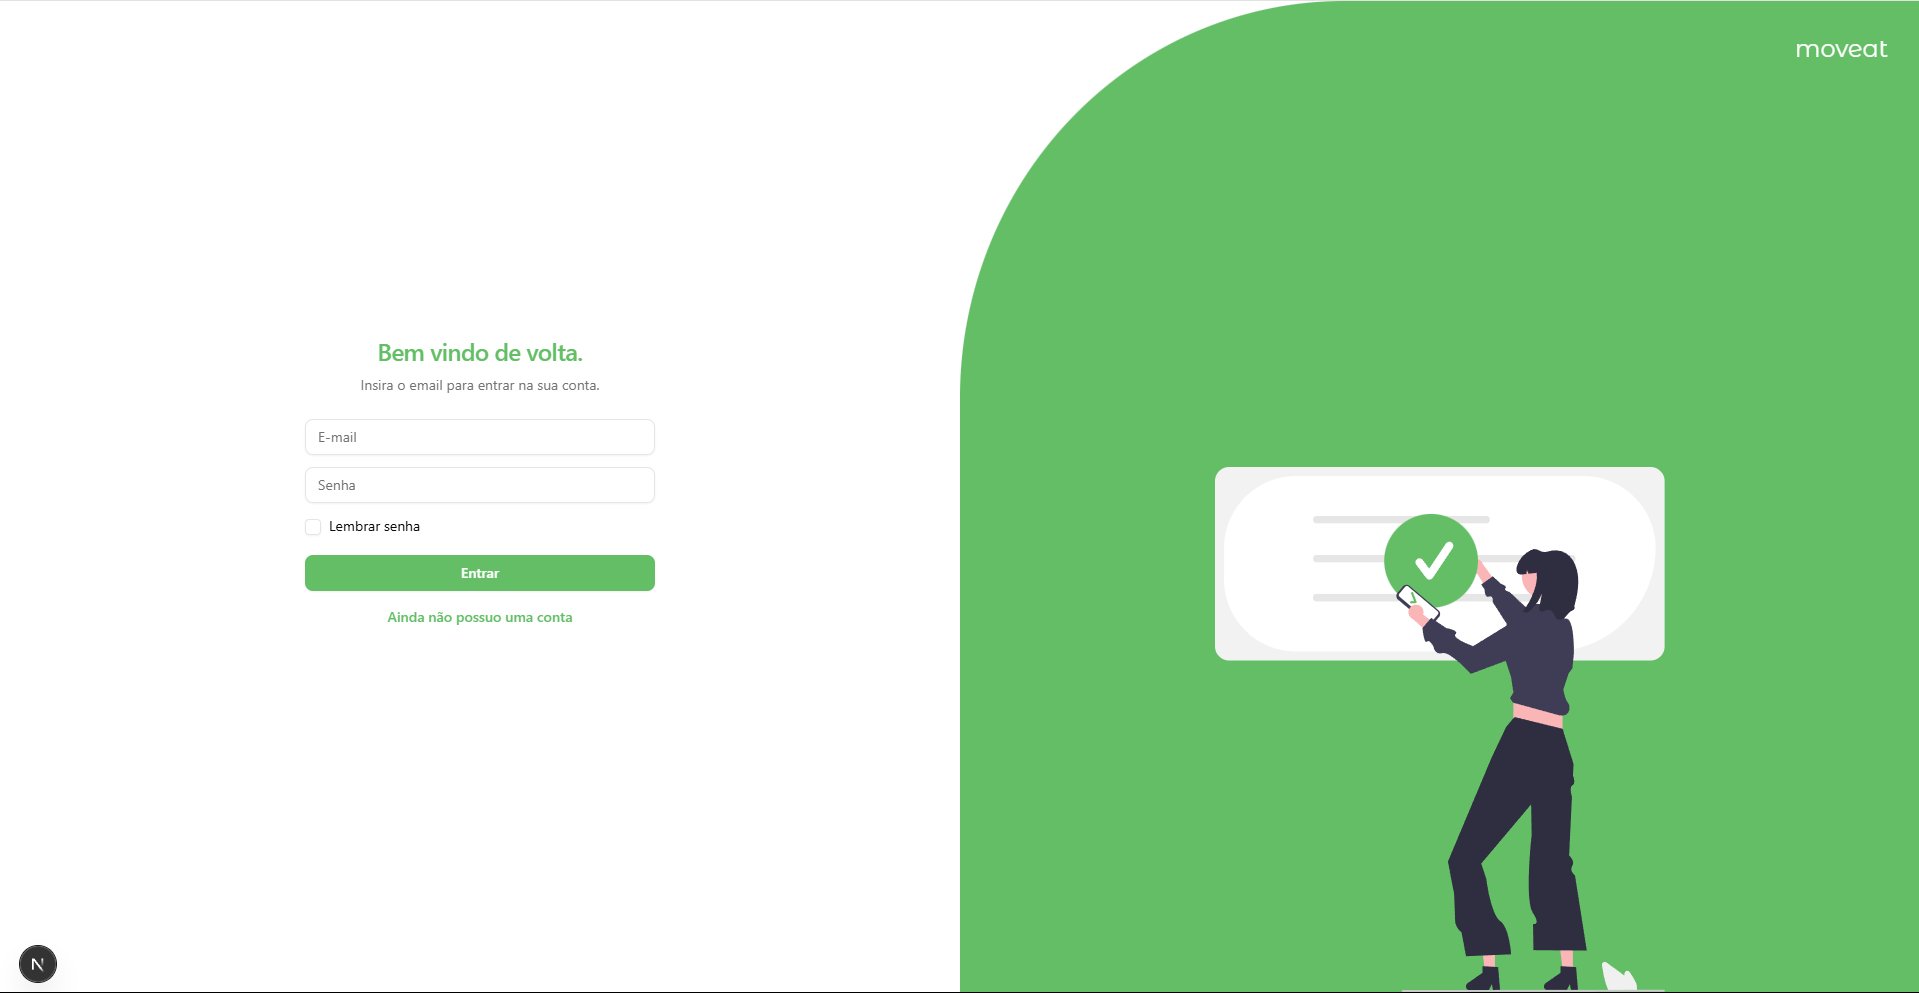 moveat
Bem vindo de volta.
Insira o email para entrar na sua conta.
E-mail
Senha
Lembrar senha
Entrar
Ainda não possuo uma conta
N